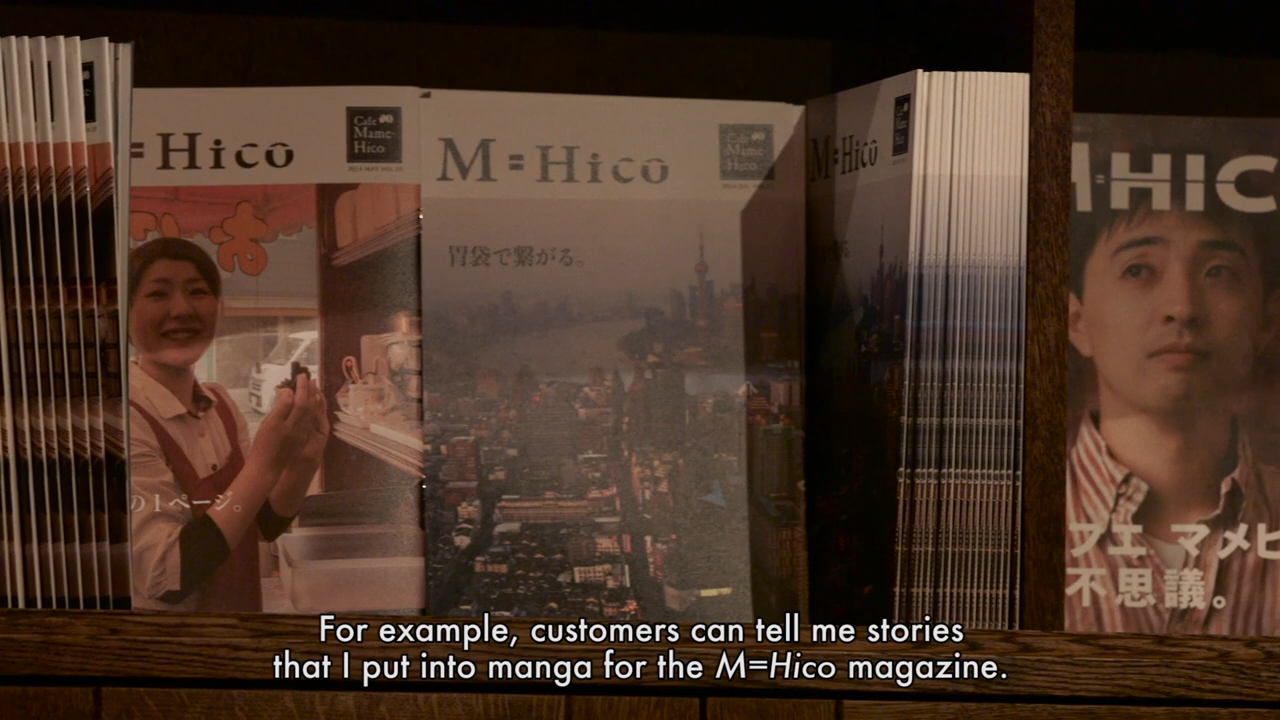 =Hico
Cafe
Mame-
Hico
の1ページ。
M=Hico
Cafe
Mame-
Hico
胃袋で繋がる。
M=Hico
HIC
フエ マメヒ
不思議。
For example, customers can tell me stories
that I put into manga for the M=Hico magazine.